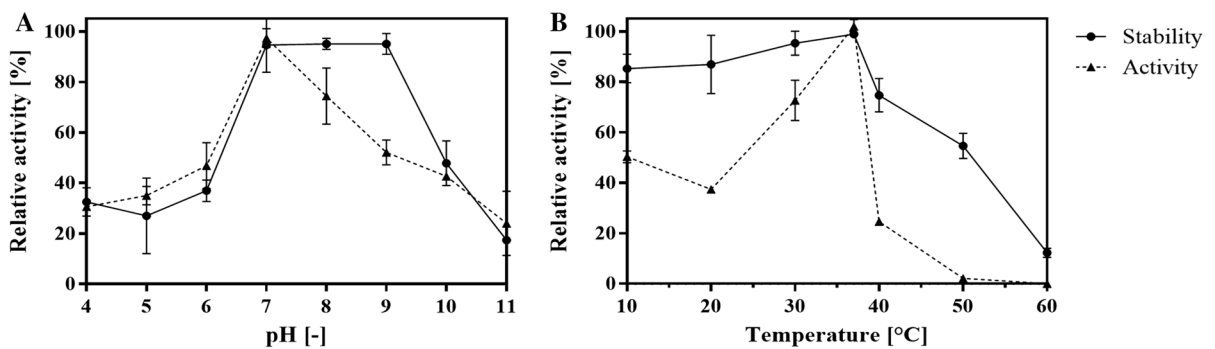 A
Relative activity [%]
100
80
60
40
20
0
4 5 6 7 8 9 10 11
pH [-]
B
Relative activity [%]
100
80
60
40
20
0
10 20 30 40 50 60
Temperature [°C]
Stability
Activity